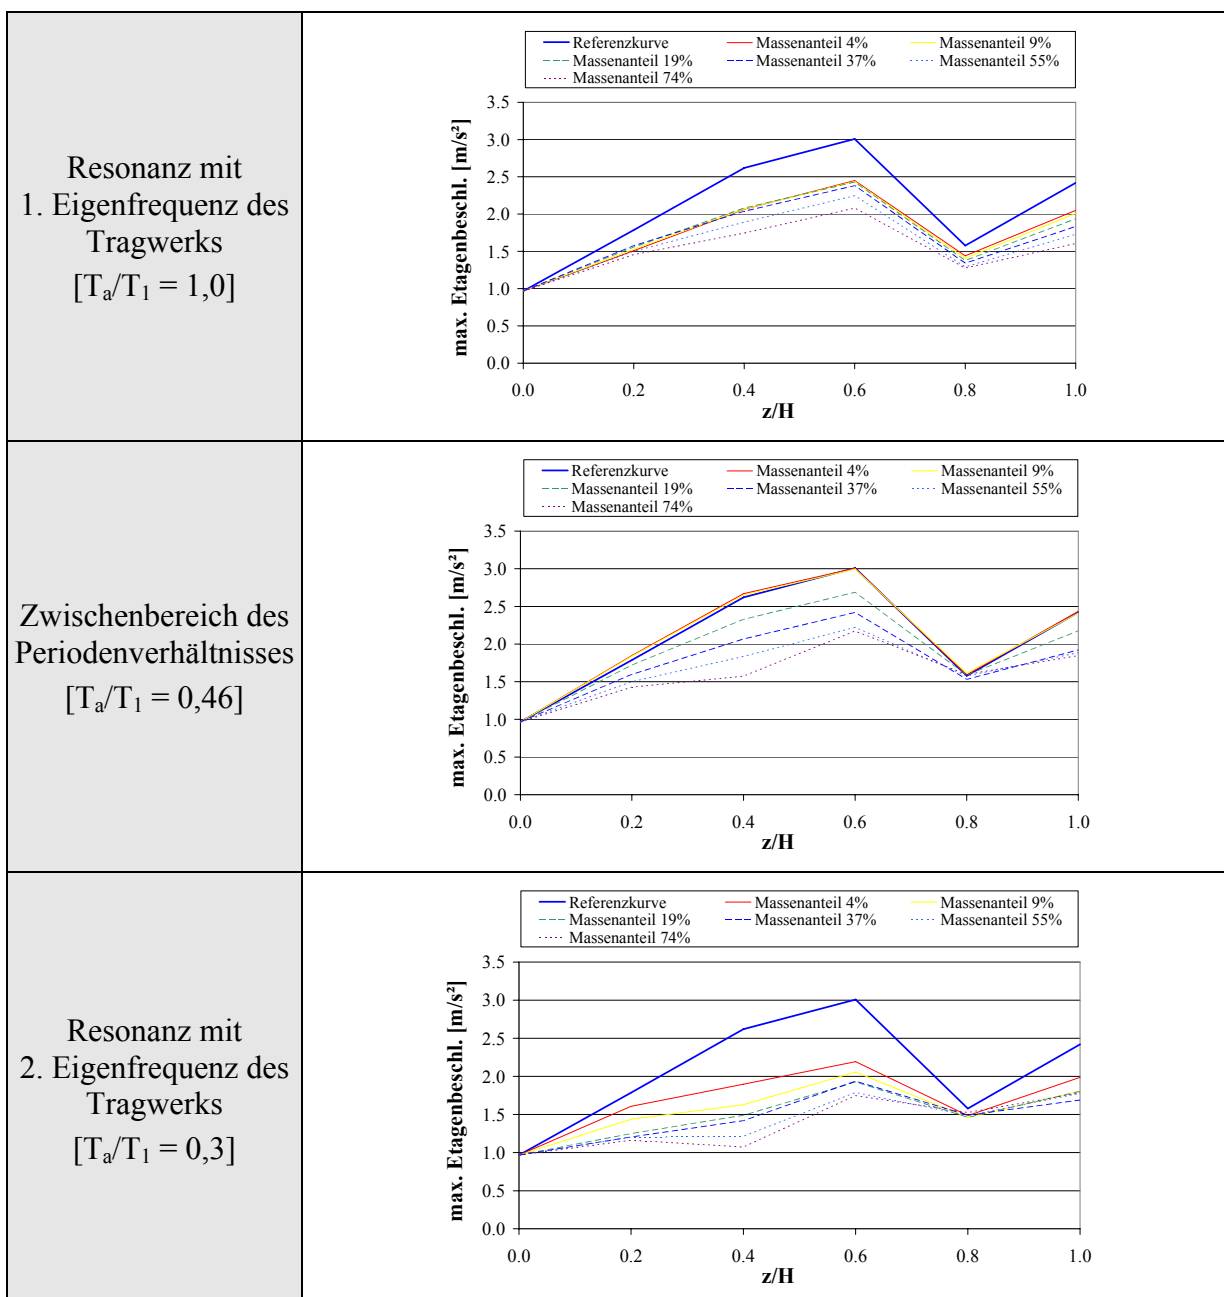 Resonanz mit
1. Eigenfrequenz des
Tragwerks
[Ta/T1 = 1,0]
Referenzkurve Massenanteil 4% Massenanteil 9%
Massenanteil 19% Massenanteil 37% Massenanteil 55%
Massenanteil 74%
max. Etagenbeschl. [m/s²]
3.5
3.0
2.5
2.0
1.5
1.0
0.5
0.0
0.0 0.2 0.4 0.6 0.8 1.0
z/H
Zwischenbereich des
Periodenverhältnisses
[Ta/T1 = 0,46]
Referenzkurve Massenanteil 4% Massenanteil 9%
Massenanteil 19% Massenanteil 37% Massenanteil 55%
Massenanteil 74%
max. Etagenbeschl. [m/s²]
3.5
3.0
2.5
2.0
1.5
1.0
0.5
0.0
0.0 0.2 0.4 0.6 0.8 1.0
z/H
Resonanz mit
2. Eigenfrequenz des
Tragwerks
[Ta/T1 = 0,3]
Referenzkurve Massenanteil 4% Massenanteil 9%
Massenanteil 19% Massenanteil 37% Massenanteil 55%
Massenanteil 74%
max. Etagenbeschl. [m/s²]
3.5
3.0
2.5
2.0
1.5
1.0
0.5
0.0
0.0 0.2 0.4 0.6 0.8 1.0
z/H